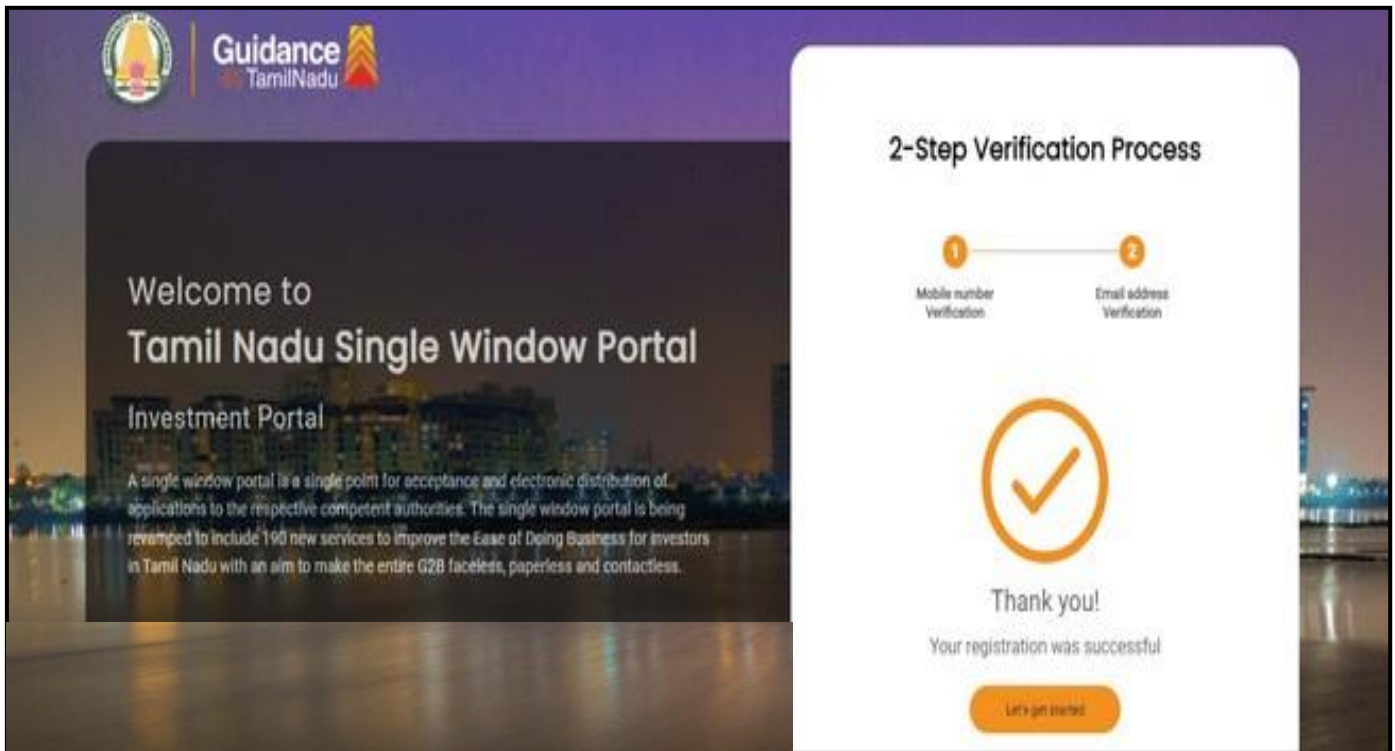 Guidance
TamilNadu
Welcome to
Tamil Nadu Single Window Portal
Investment Portal
A single window portal is a single point for acceptance and electronic distribution of
applications to the respective competent authorities. The single window portal is being
revamped to include 190 new services to improve the Ease of Doing Business for investors
in Tamil Nadu with an aim to make the entire G2B faceless, paperless and contactless.
2-Step Verification Process
1
2
Mobile number
Verification
Email address
Verification
Thank you!
Your registration was successful
Let's get started